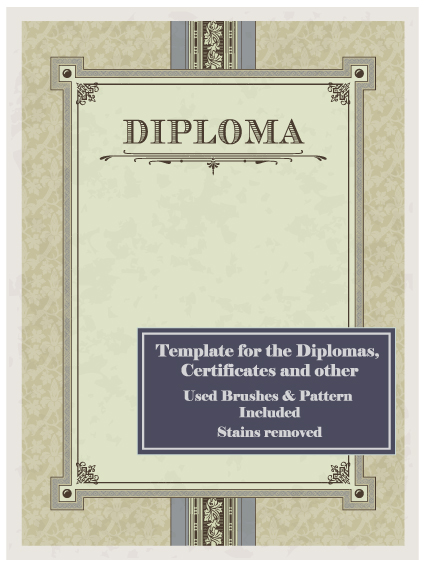 DIPLOMA
Template for the Diplomas,
Certificates and other
Used Brushes & Pattern
Included
Stains removed